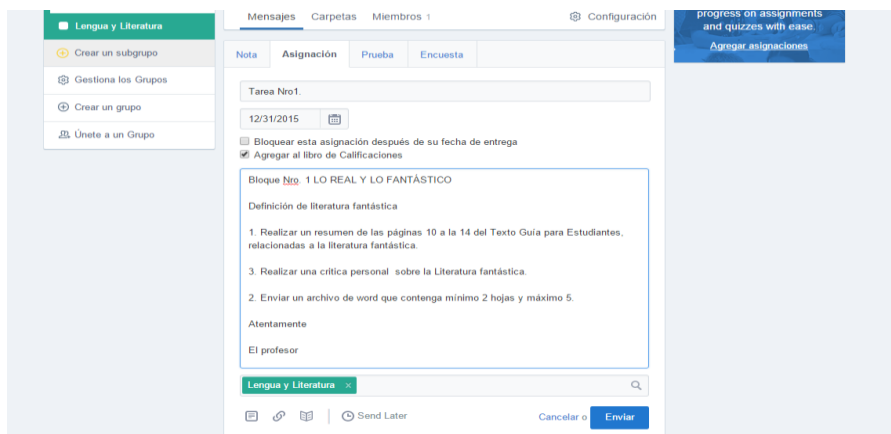 Lengua y Literatura
Crear un subgrupo
Gestiona los Grupos
Crear un grupo
Únete a un Grupo
Mensajes Carpetas Miembros 1
Configuración
Nota Asignación Prueba Encuesta
Tarea Nro1.
12/31/2015
Bloquear esta asignación después de su fecha de entrega
Agregar al libro de Calificaciones
Bloque Nro. 1 LO REAL Y LO FANTÁSTICO
Definición de literatura fantástica
1. Realizar un resumen de las páginas 10 a la 14 del Texto Guía para Estudiantes,
relacionadas a la literatura fantástica.
3. Realizar una critica personal sobre la Literatura fantástica.
2. Enviar un archivo de word que contenga mínimo 2 hojas y máximo 5.
Atentamente
El profesor
Lengua y Literatura ×
Send Later
Cancelar o Enviar
progress on assignments
and quizzes with ease.
Agregar asignaciones